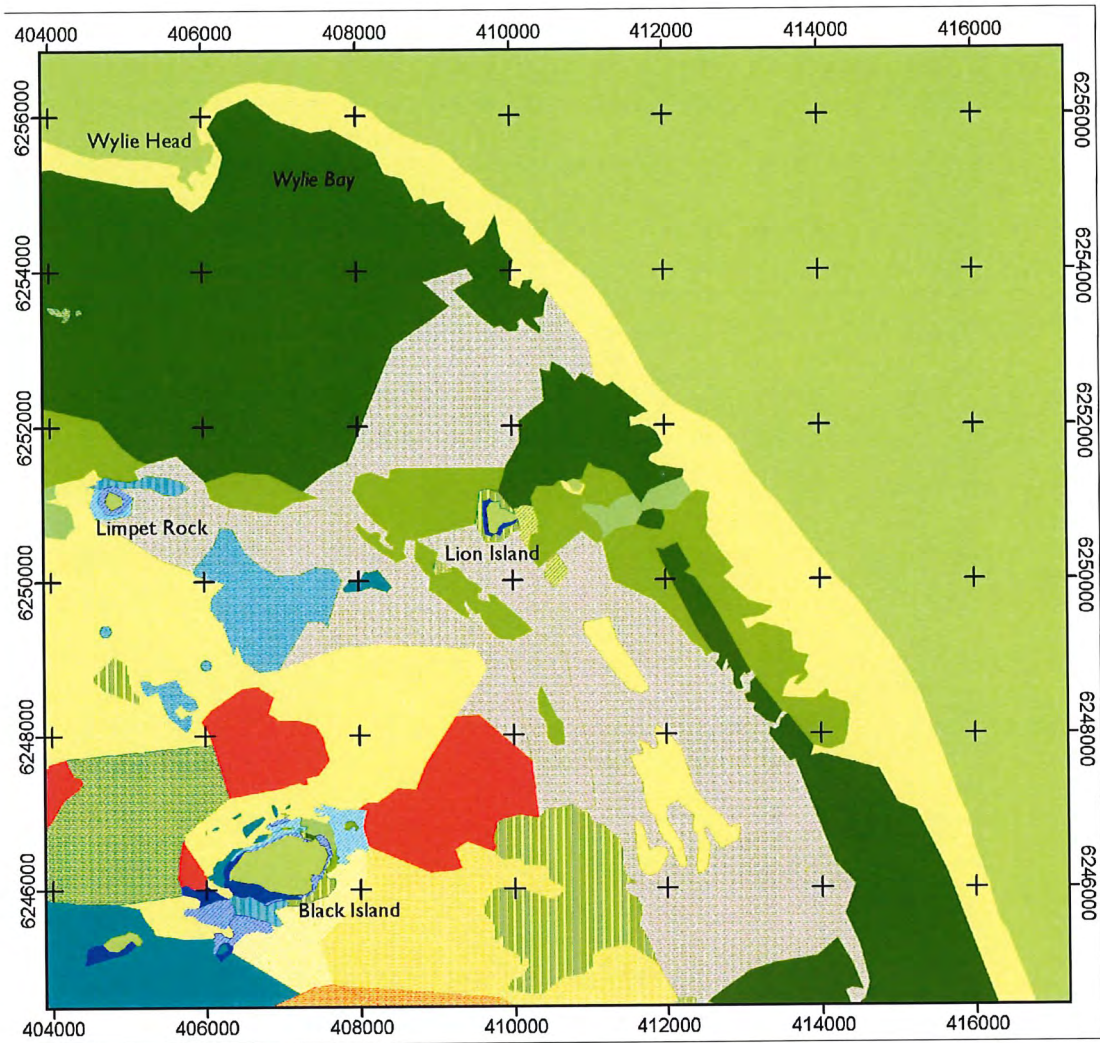 404000 406000 408000 410000 412000 414000 416000
6256000 6256000
Wylie Head
Wylie Bay
6254000 6254000
6252000 6252000
Limpet Rock
Lion Island
6250000 6250000
6248000 6248000
6246000 6246000
Black Island
404000 406000 408000 410000 412000 414000 416000